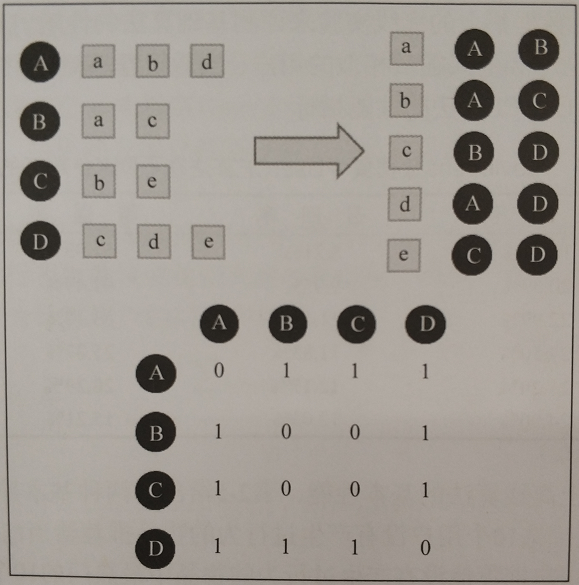 A a b d
B a c
C b e
D c d e
a A B
b A C
c B D
d A D
e C D
A B C D
A 0 1 1 1
B 1 0 0 1
C 1 0 0 1
D 1 1 1 0